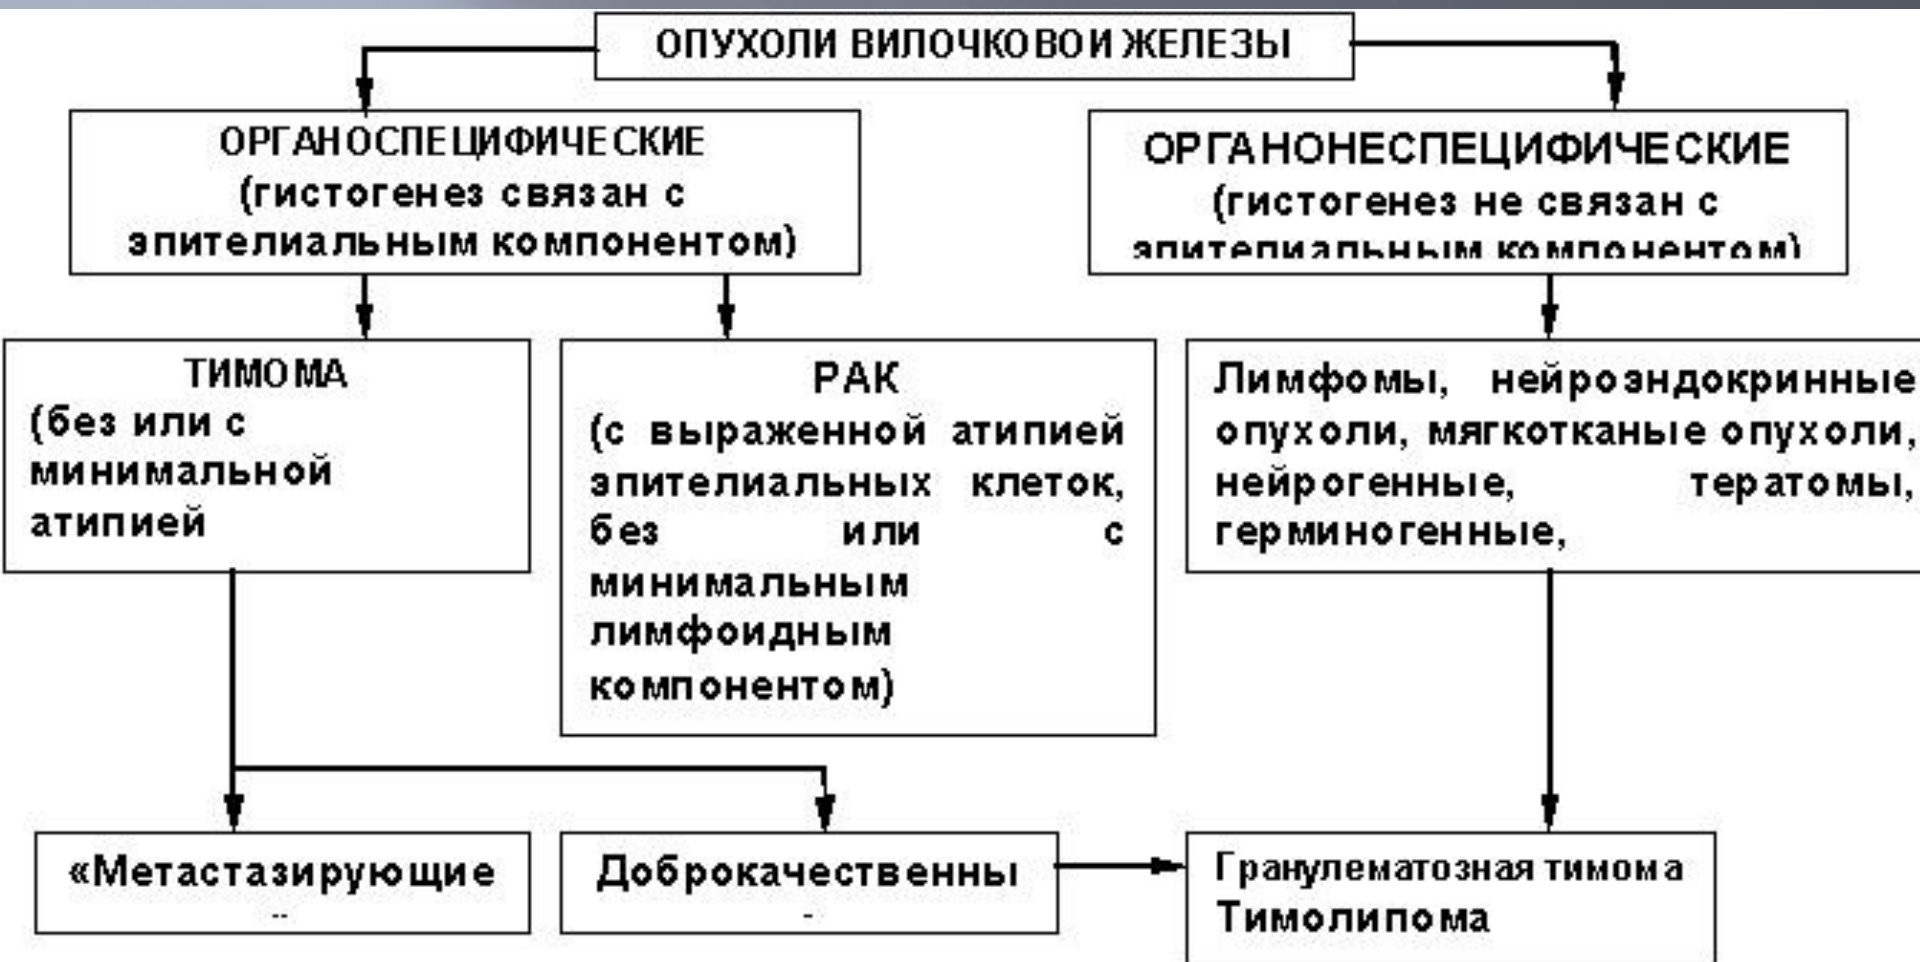 ОПУХОЛИ ВИЛОЧКОВОИ ЖЕЛЕЗЫ
ОРГАНОСПЕЦИФИЧЕСКИЕ
(гистогенез связан с
эпителиальным компонентом)
ОРГАНОНЕСПЕЦИФИЧЕСКИЕ
(гистогенез не связан с
эпителиальным компонентом)
ТИМОМА
(без или с
минимальной
атипией
РАК
(с выраженной атипией
эпителиальных клеток,
без или с
минимальным
лимфоидным
компонентом)
Лимфомы, нейроэндокринные
опухоли, мягкотканые опухоли,
нейрогенные, тератомы,
герминогенные,
«Метастазирующие
Доброкачественны
Гранулематозная тимома
Тимолипома